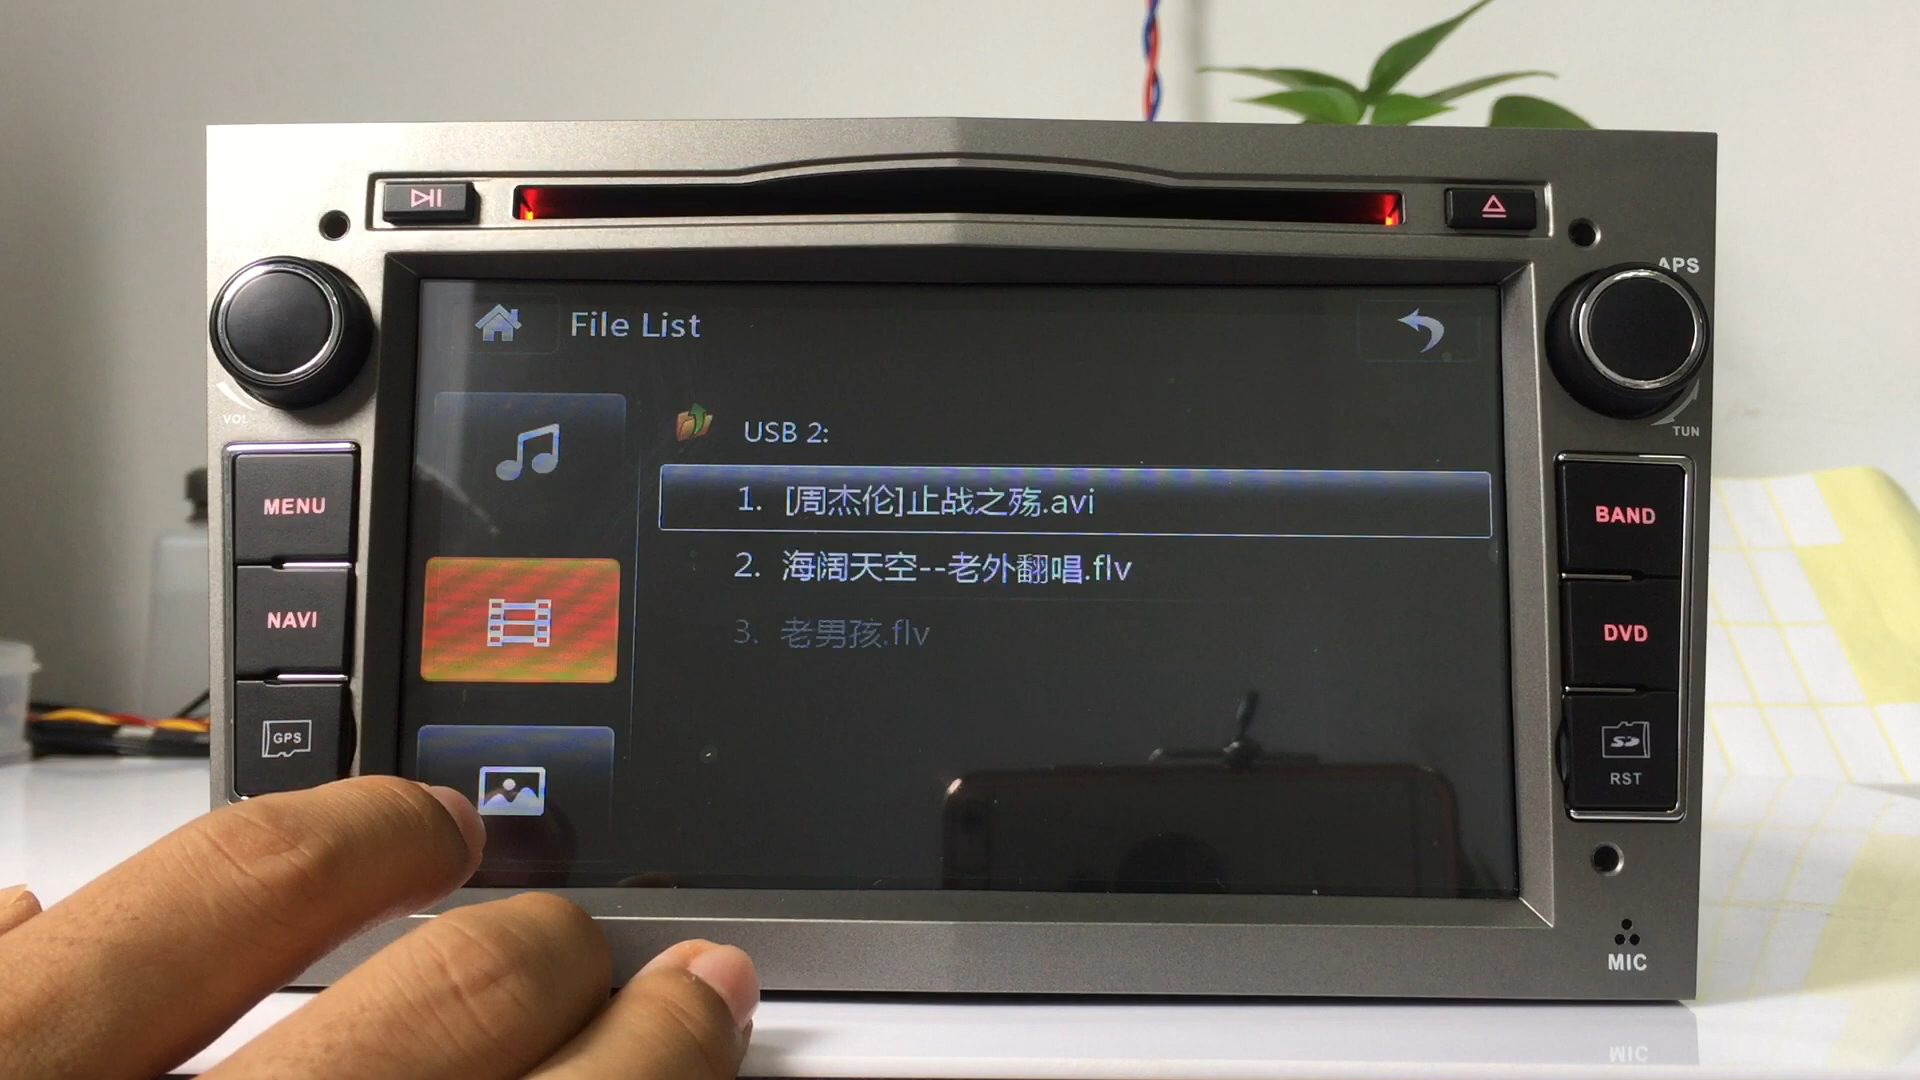 APS
File List
VOL
TUN
USB 2:
1. [周杰伦]止战之殇.avi
2. 海阔天空--老外翻唱.flv
3. 老男孩.flv
MENU
NAVI
GPS
BAND
DVD
SD
RST
MIC
MIC